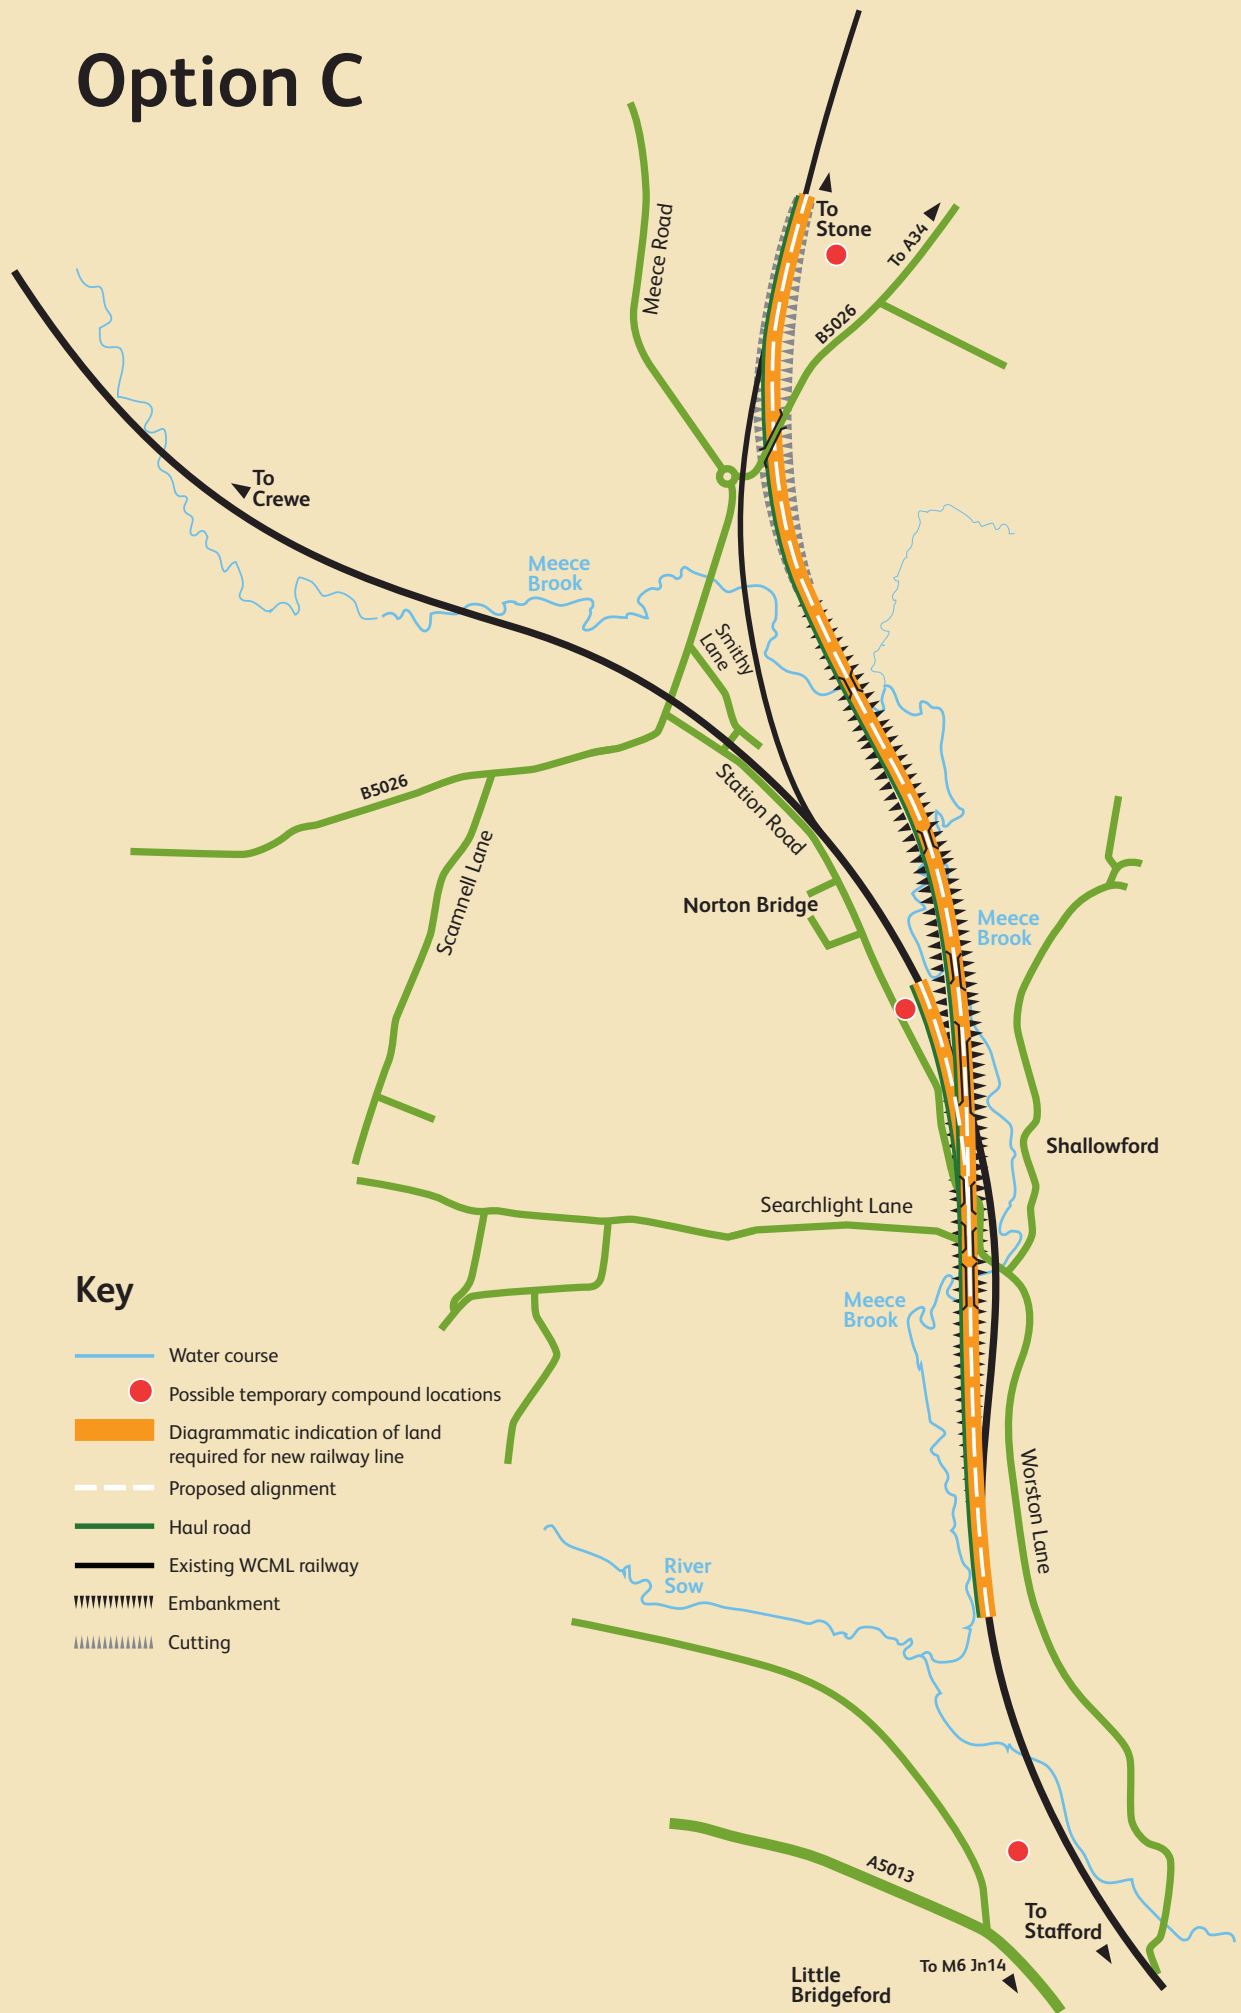 Option C
To
Stone
To A34
Meece Road
B5026
To
Crewe
Meece
Brook
Smithy
Lane
B5026
Station Road
Scamnell Lane
Norton Bridge
Meece
Brook
Shallowford
Searchlight Lane
Meece
Brook
Key
Water course
Possible temporary compound locations
Diagrammatic indication of land
required for new railway line
Proposed alignment
Haul road
Existing WCML railway
Embankment
Cutting
Worston Lane
River
Sow
A5013
To
Stafford
To M6 Jn14
Little
Bridgeford